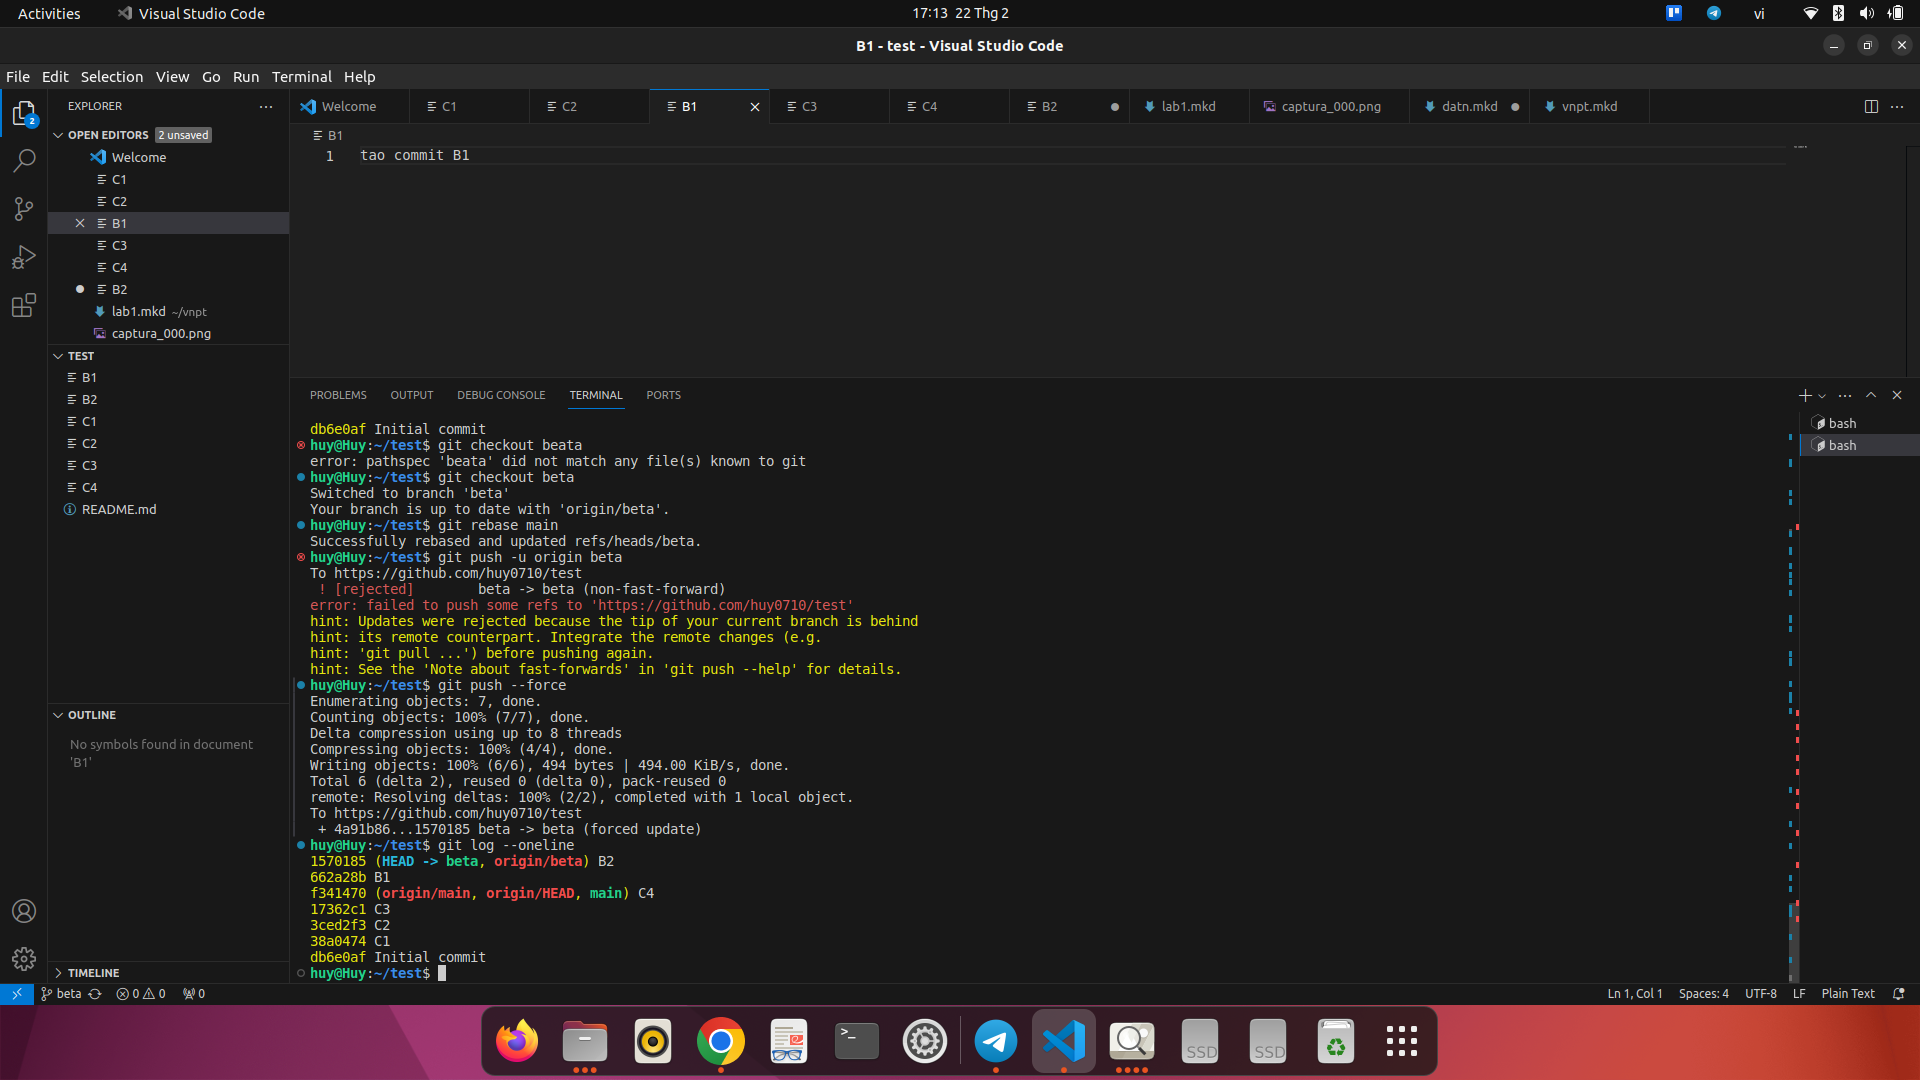 Activities
Visual Studio Code
17:13 22 Thg 2
vi
B1 - test - Visual Studio Code
File Edit Selection View Go Run Terminal Help
EXPLORER
Welcome
C1
C2
B1
C3
C4
B2
lab1.mkd
captura_000.png
datn.mkd
vnpt.mkd
2
OPEN EDITORS 2 unsaved
Welcome
C1
C2
B1
C3
C4
B2
lab1.mkd ~/vnpt
captura_000.png
TEST
B1
B2
C1
C2
C3
C4
README.md
OUTLINE
No symbols found in document
'B1'
TIMELINE
B1
1 tao commit B1
PROBLEMS OUTPUT DEBUG CONSOLE TERMINAL PORTS
bash
bash
db6e0af Initial commit
huy@Huy:~/test$ git checkout beata
error: pathspec 'beata' did not match any file(s) known to git
huy@Huy:~/test$ git checkout beta
Switched to branch 'beta'
Your branch is up to date with 'origin/beta'.
huy@Huy:~/test$ git rebase main
Successfully rebased and updated refs/heads/beta.
huy@Huy:~/test$ git push -u origin beta
To https://github.com/huy0710/test
! [rejected] beta -> beta (non-fast-forward)
error: failed to push some refs to 'https://github.com/huy0710/test'
hint: Updates were rejected because the tip of your current branch is behind
hint: its remote counterpart. Integrate the remote changes (e.g.
hint: 'git pull ...') before pushing again.
hint: See the 'Note about fast-forwards' in 'git push --help' for details.
huy@Huy:~/test$ git push --force
Enumerating objects: 7, done.
Counting objects: 100% (7/7), done.
Delta compression using up to 8 threads
Compressing objects: 100% (4/4), done.
Writing objects: 100% (6/6), 494 bytes | 494.00 KiB/s, done.
Total 6 (delta 2), reused 0 (delta 0), pack-reused 0
remote: Resolving deltas: 100% (2/2), completed with 1 local object.
To https://github.com/huy0710/test
+ 4a91b86...1570185 beta -> beta (forced update)
huy@Huy:~/test$ git log --oneline
1570185 (HEAD -> beta, origin/beta) B2
662a28b B1
f341470 (origin/main, origin/HEAD, main) C4
17362c1 C3
3ced2f3 C2
38a0474 C1
db6e0af Initial commit
huy@Huy:~/test$
beta 0 0 0
Ln 1, Col 1 Spaces: 4 UTF-8 LF Plain Text
>_
SSD
SSD